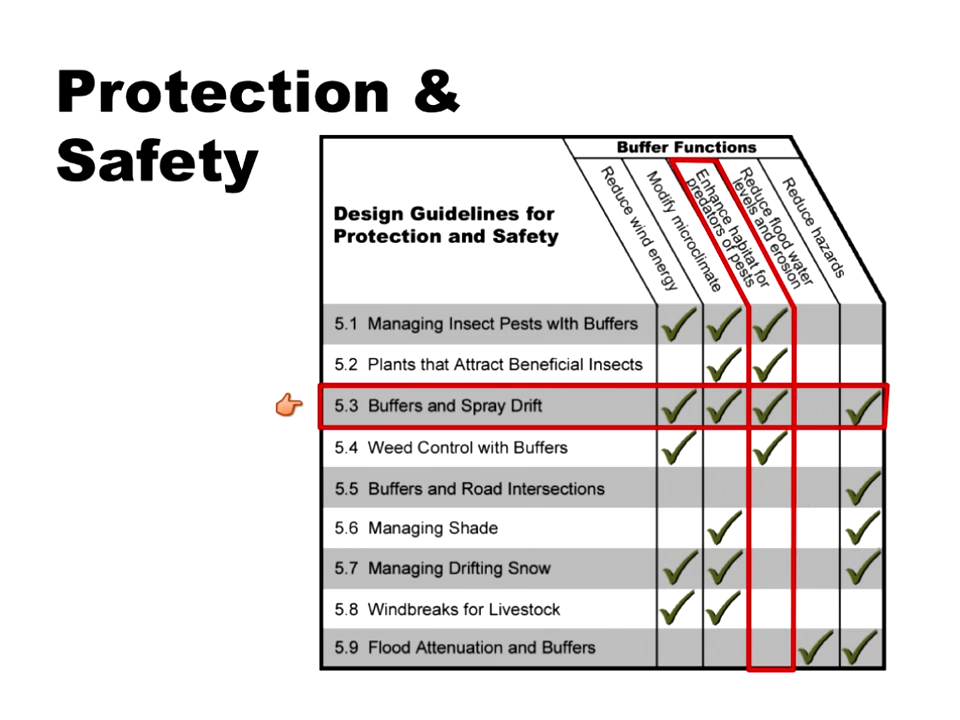 Protection &
Safety
Buffer Functions
Reduce wind energy
Modify microclimate
Enhance habitat for
predators of pests
Reduce flood water
levels and erosion
Reduce hazards
Design Guidelines for
Protection and Safety
5.1 Managing Insect Pests wIth Buffers
5.2 Plants that Attract Beneficial Insects
5.3 Buffers and Spray Drift
5.4 Weed Control with Buffers
5.5 Buffers and Road Intersections
5.6 Managing Shade
5.7 Managing Drifting Snow
5.8 Windbreaks for Livestock
5.9 Flood Attenuation and Buffers